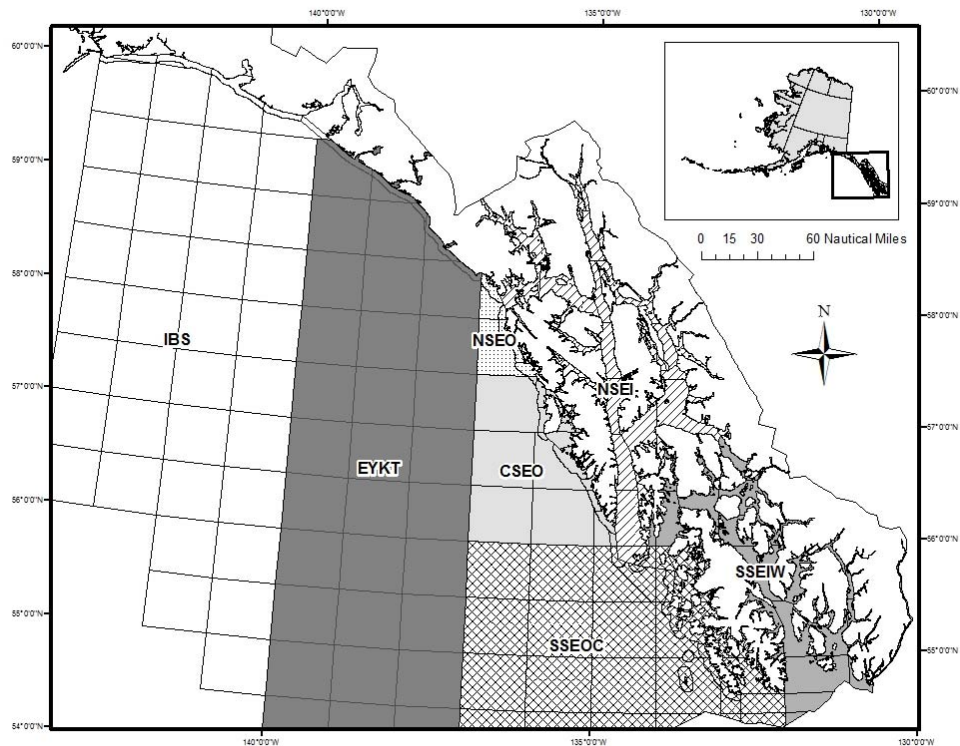 140°0'0"W 135°0'0"W 130°0'0"W
60°0'0"N
60°0'0"N
59°0'0"N
59°0'0"N
0 15 30 60 Nautical Miles
58°0'0"N
58°0'0"N
N
IBS
NSEO
57°0'0"N
NSEI
57°0'0"N
EYKT
CSEO
56°0'0"N
56°0'0"N
SSEIW
55°0'0"N
SSEOC
55°0'0"N
54°0'0"N
140°0'0"W 135°0'0"W 130°0'0"W